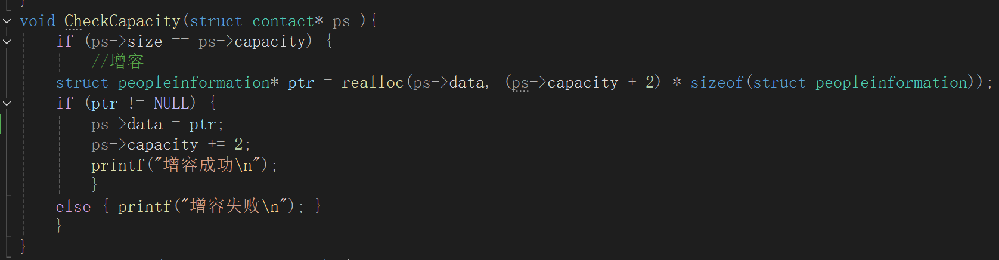 }
void CheckCapacity(struct contact* ps ){
if (ps->size == ps->capacity) {
//增容
struct peopleinformation* ptr = realloc(ps->data, (ps->capacity + 2) * sizeof(struct peopleinformation));
if (ptr != NULL) {
ps->data = ptr;
ps->capacity += 2;
printf("增容成功\n");
}
else { printf("增容失败\n"); }
}
}